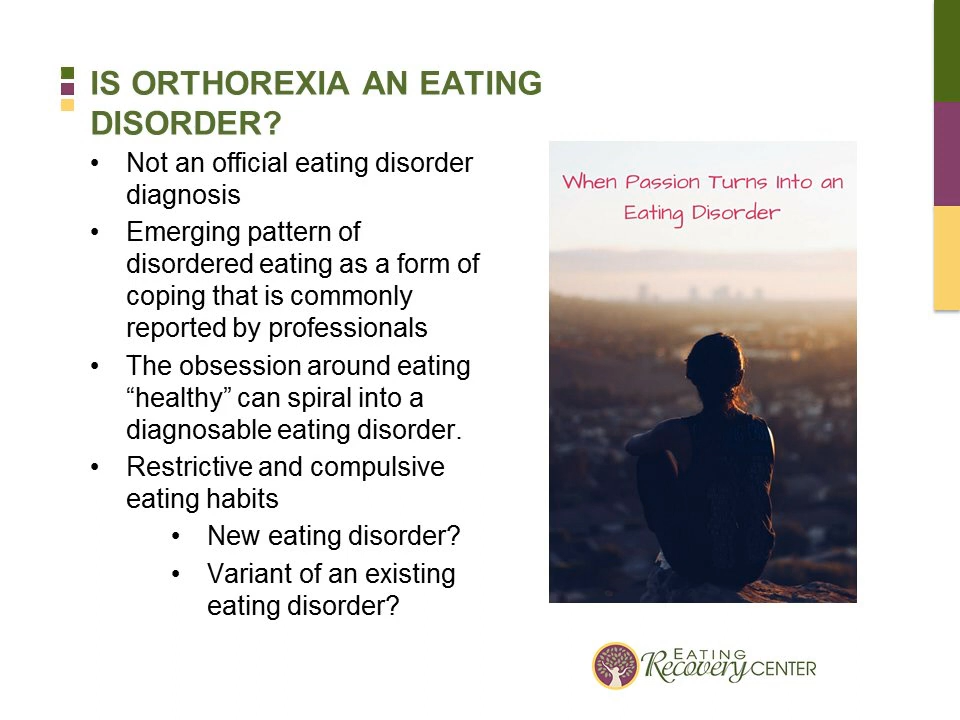 IS ORTHOREXIA AN EATING
DISORDER?
• Not an official eating disorder
diagnosis
• Emerging pattern of
disordered eating as a form of
coping that is commonly
reported by professionals
• The obsession around eating
“healthy” can spiral into a
diagnosable eating disorder.
• Restrictive and compulsive
eating habits
• New eating disorder?
• Variant of an existing
eating disorder?
When Passion Turns Into an
Eating Disorder
EATING
Recovery CENTER